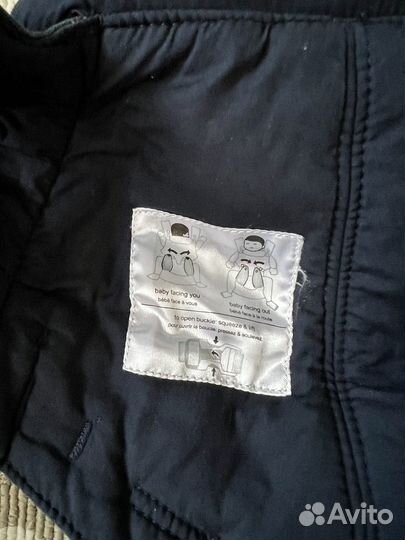 baby facing you
bébé face à vous
baby facing out
bébé face à la route
to open buckle: squeeze & lift
pour ouvrir la boucle: pressez & soulevez
Avito